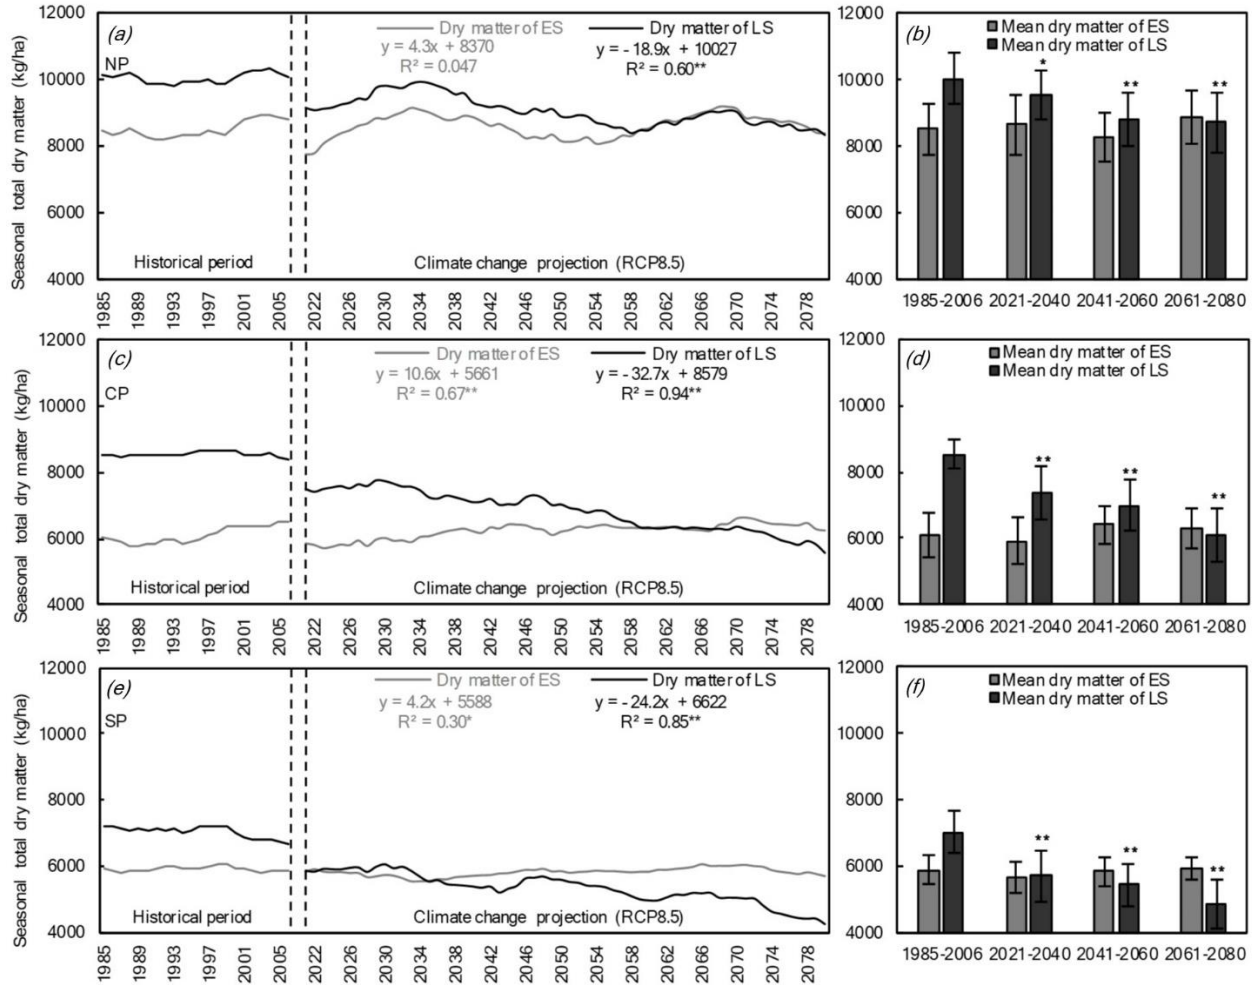 Seasonal total dry matter (kg/ha)
12000
10000
8000
6000
4000
(a)
NP
Dry matter of ES
y = 4.3x + 8370
R² = 0.047
Dry matter of LS
y = - 18.9x + 10027
R² = 0.60**
Historical period
Climate change projection (RCP8.5)
1985 1989 1993 1997 2001 2005 2022 2026 2030 2034 2038 2042 2046 2050 2054 2058 2062 2066 2070 2074 2078
12000
10000
8000
6000
4000
(b)
Mean dry matter of ES
Mean dry matter of LS
* ** **
1985-2006 2021-2040 2041-2060 2061-2080
Seasonal total dry matter (kg/ha)
12000
10000
8000
6000
4000
(c)
CP
Dry matter of ES
y = 10.6x + 5661
R² = 0.67**
Dry matter of LS
y = - 32.7x + 8579
R² = 0.94**
Historical period
Climate change projection (RCP8.5)
1985 1989 1993 1997 2001 2005 2022 2026 2030 2034 2038 2042 2046 2050 2054 2058 2062 2066 2070 2074 2078
12000
10000
8000
6000
4000
(d)
Mean dry matter of ES
Mean dry matter of LS
** ** **
1985-2006 2021-2040 2041-2060 2061-2080
Seasonal total dry matter (kg/ha)
12000
10000
8000
6000
4000
(e)
SP
Dry matter of ES
y = 4.2x + 5588
R² = 0.30*
Dry matter of LS
y = - 24.2x + 6622
R² = 0.85**
Historical period
Climate change projection (RCP8.5)
1985 1989 1993 1997 2001 2005 2022 2026 2030 2034 2038 2042 2046 2050 2054 2058 2062 2066 2070 2074 2078
12000
10000
8000
6000
4000
(f)
Mean dry matter of ES
Mean dry matter of LS
** ** **
1985-2006 2021-2040 2041-2060 2061-2080